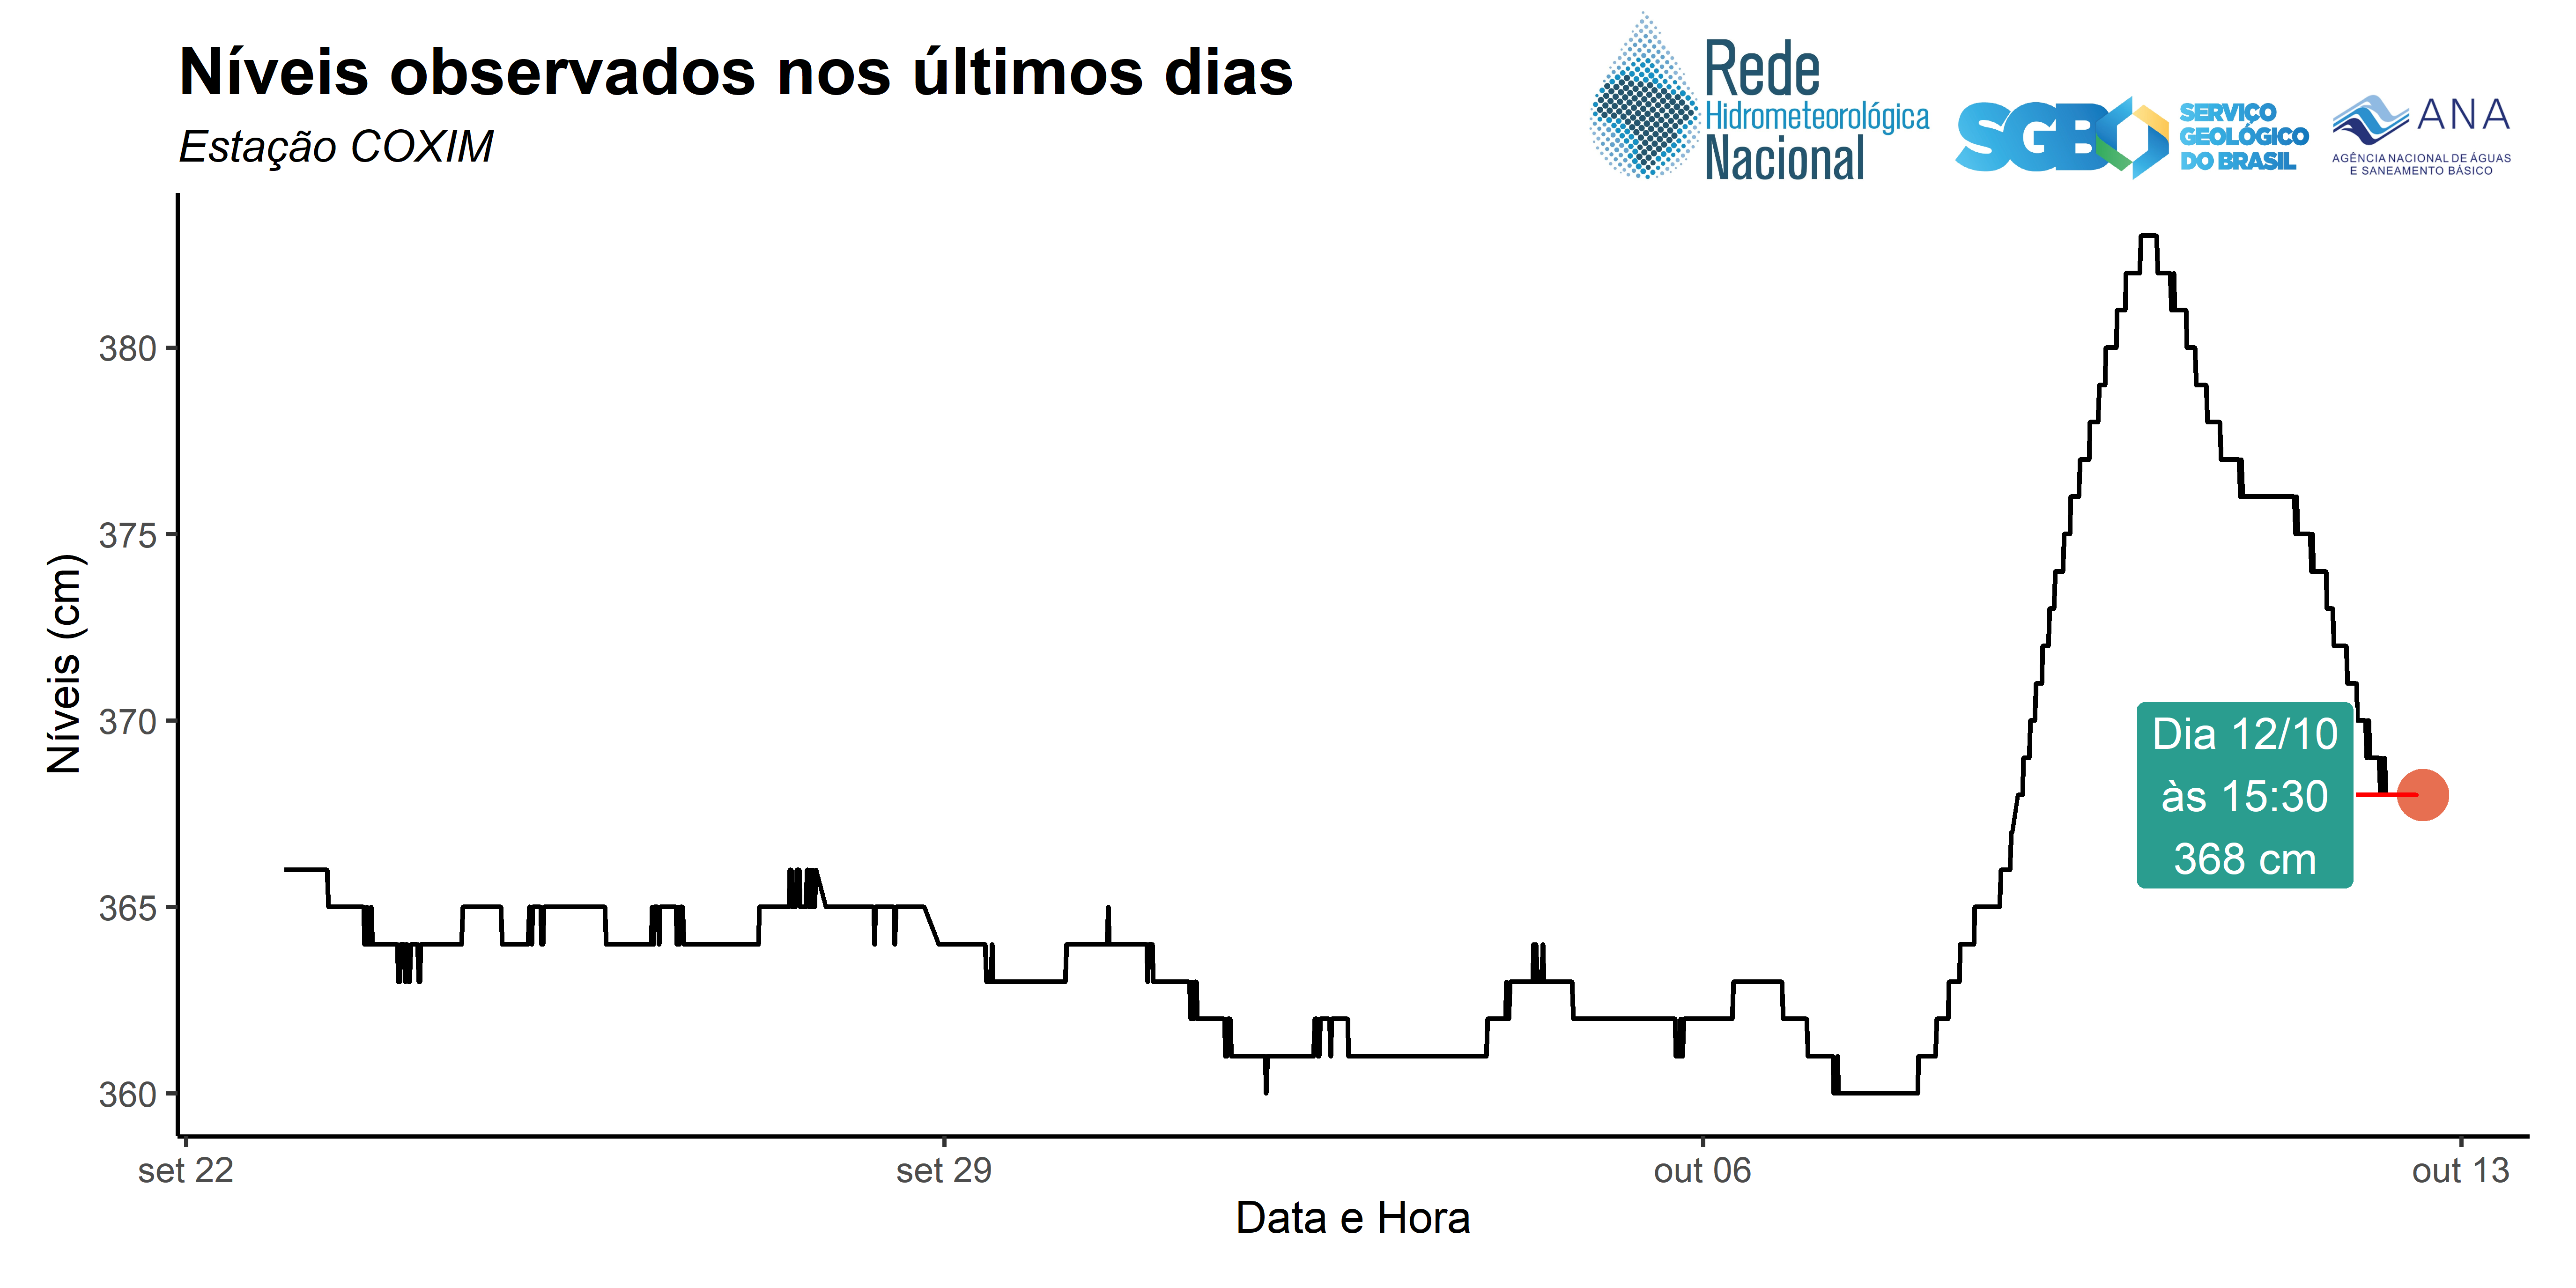 Níveis observados nos últimos dias
Estação COXIM
Rede
Hidrometeorológica
Nacional
SGB
SERVIÇO
GEOLÓGICO
DO BRASIL
ANA
AGÊNCIA NACIONAL DE ÁGUAS
E SANEAMENTO BÁSICO
Níveis (cm)
380
375
370
365
360
Dia 12/10
às 15:30
368 cm
set 22
set 29
out 06
out 13
Data e Hora